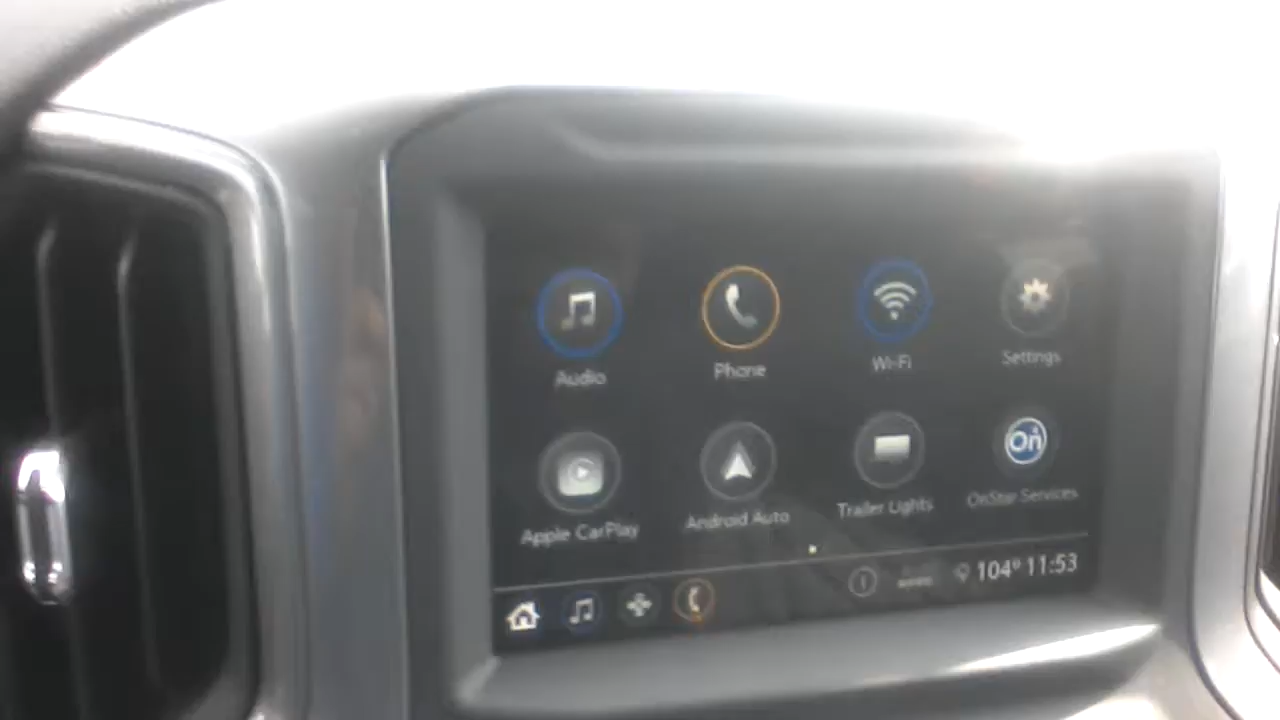 Audio Phone Wi-Fi Settings
On
Apple CarPlay Android Auto Trailer Lights OnStar Services
104° 11:53